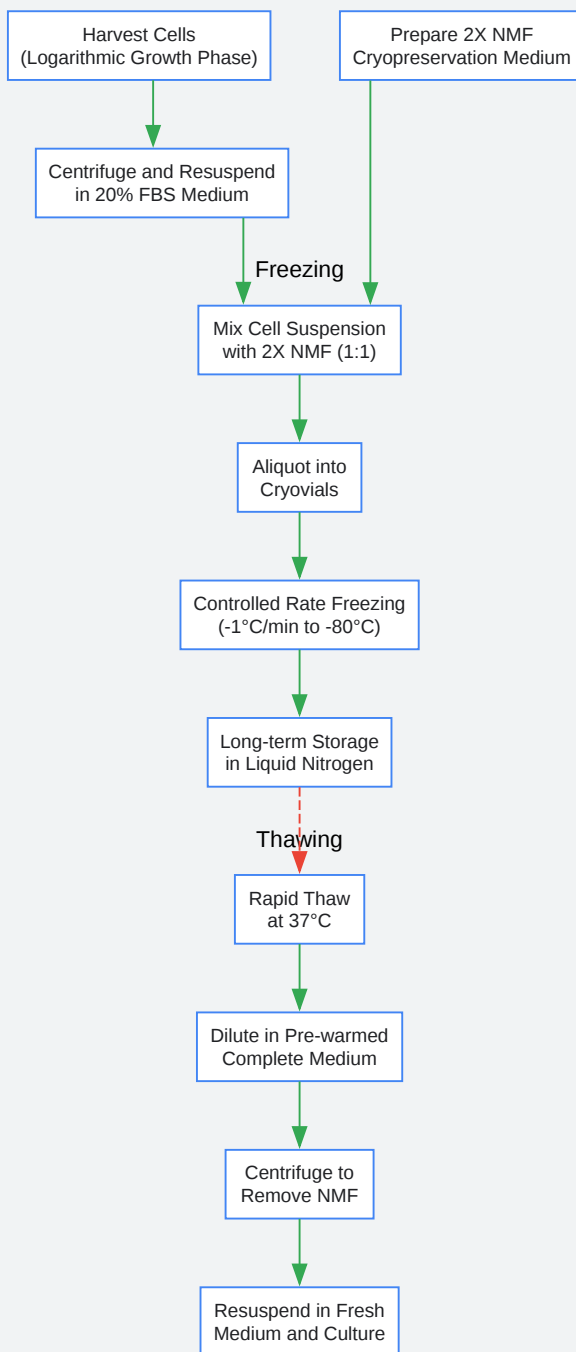 Harvest Cells
(Logarithmic Growth Phase)
Prepare 2X NMF
Cryopreservation Medium
Centrifuge and Resuspend
in 20% FBS Medium
Freezing
Mix Cell Suspension
with 2X NMF (1:1)
Aliquot into
Cryovials
Controlled Rate Freezing
(-1°C/min to -80°C)
Long-term Storage
in Liquid Nitrogen
Thawing
Rapid Thaw
at 37°C
Dilute in Pre-warmed
Complete Medium
Centrifuge to
Remove NMF
Resuspend in Fresh
Medium and Culture